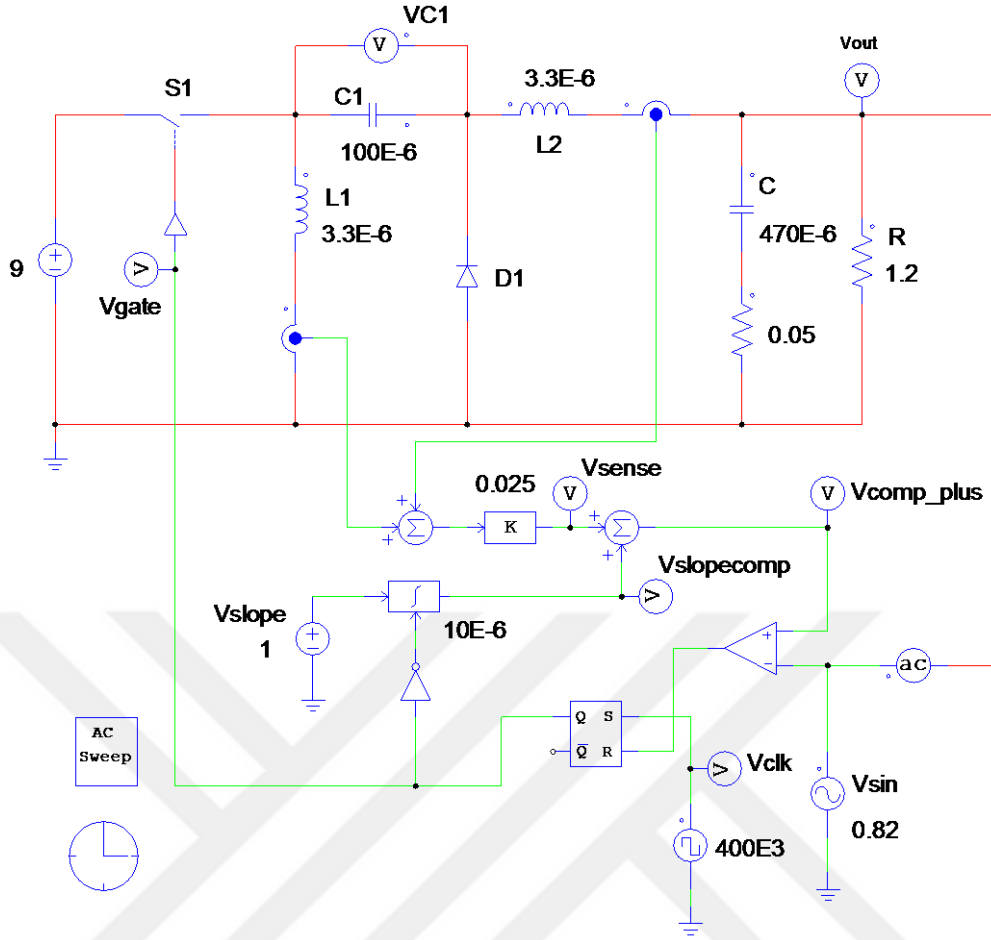 VC1
V
Vout
V
S1
C1
3.3E-6
100E-6
L2
L1
3.3E-6
C
470E-6
R
1.2
9
V
Vgate
D1
0.05
0.025
Vsense
V
V
Vcomp_plus
K
Σ
Σ
Vslopecomp
V
Vslope
1
∫
10E-6
ac
AC
Sweep
Q S
Q̅ R
V
Vclk
Vsin
0.82
400E3